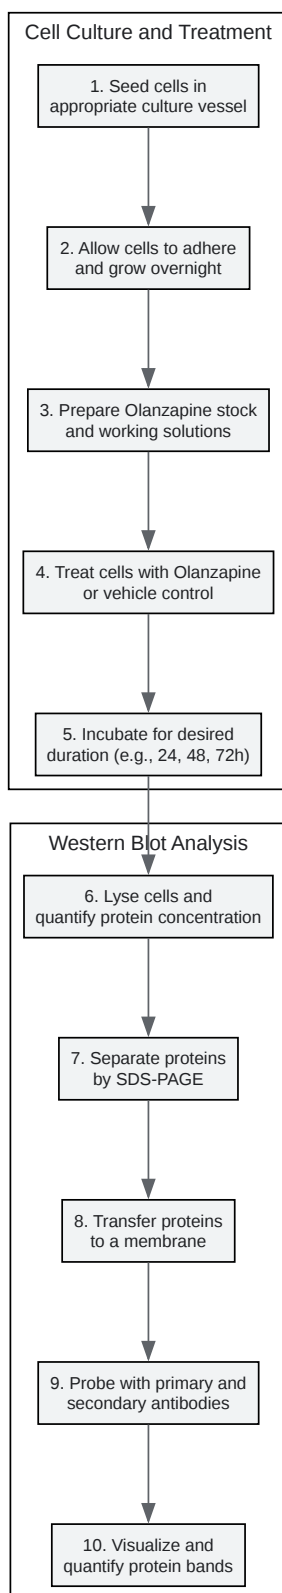 Cell Culture and Treatment
1. Seed cells in
appropriate culture vessel
2. Allow cells to adhere
and grow overnight
3. Prepare Olanzapine stock
and working solutions
4. Treat cells with Olanzapine
or vehicle control
5. Incubate for desired
duration (e.g., 24, 48, 72h)
Western Blot Analysis
6. Lyse cells and
quantify protein concentration
7. Separate proteins
by SDS-PAGE
8. Transfer proteins
to a membrane
9. Probe with primary and
secondary antibodies
10. Visualize and
quantify protein bands